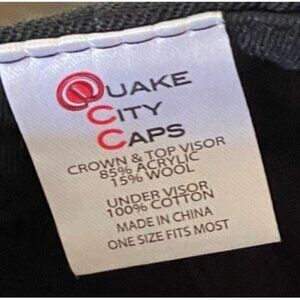 QUAKE
CITY
CAPS
CROWN & TOP VISOR
85% ACRYLIC
15% WOOL
UNDER VISOR
100% COTTON
MADE IN CHINA
ONE SIZE FITS MOST